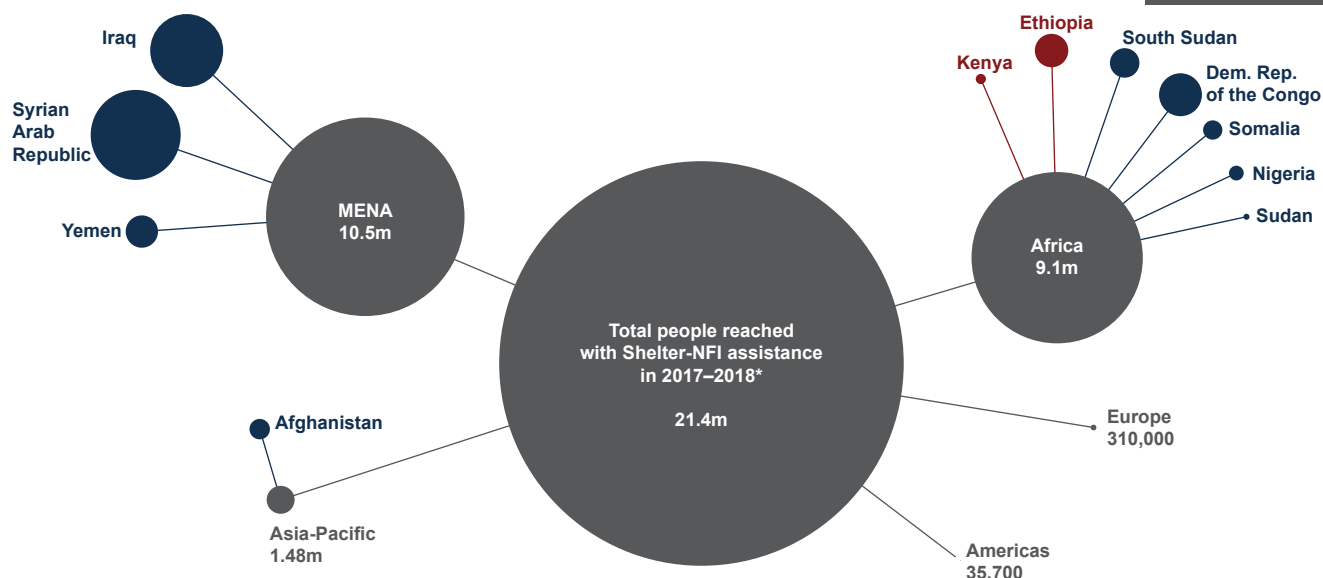 Iraq
Syrian
Arab
Republic
Yemen
MENA
10.5m
Ethiopia
Kenya
South Sudan
Dem. Rep.
of the Congo
Somalia
Nigeria
Sudan
Africa
9.1m
Total people reached
with Shelter-NFI assistance
in 2017–2018*
21.4m
Afghanistan
Asia-Pacific
1.48m
Europe
310,000
Americas
35,700